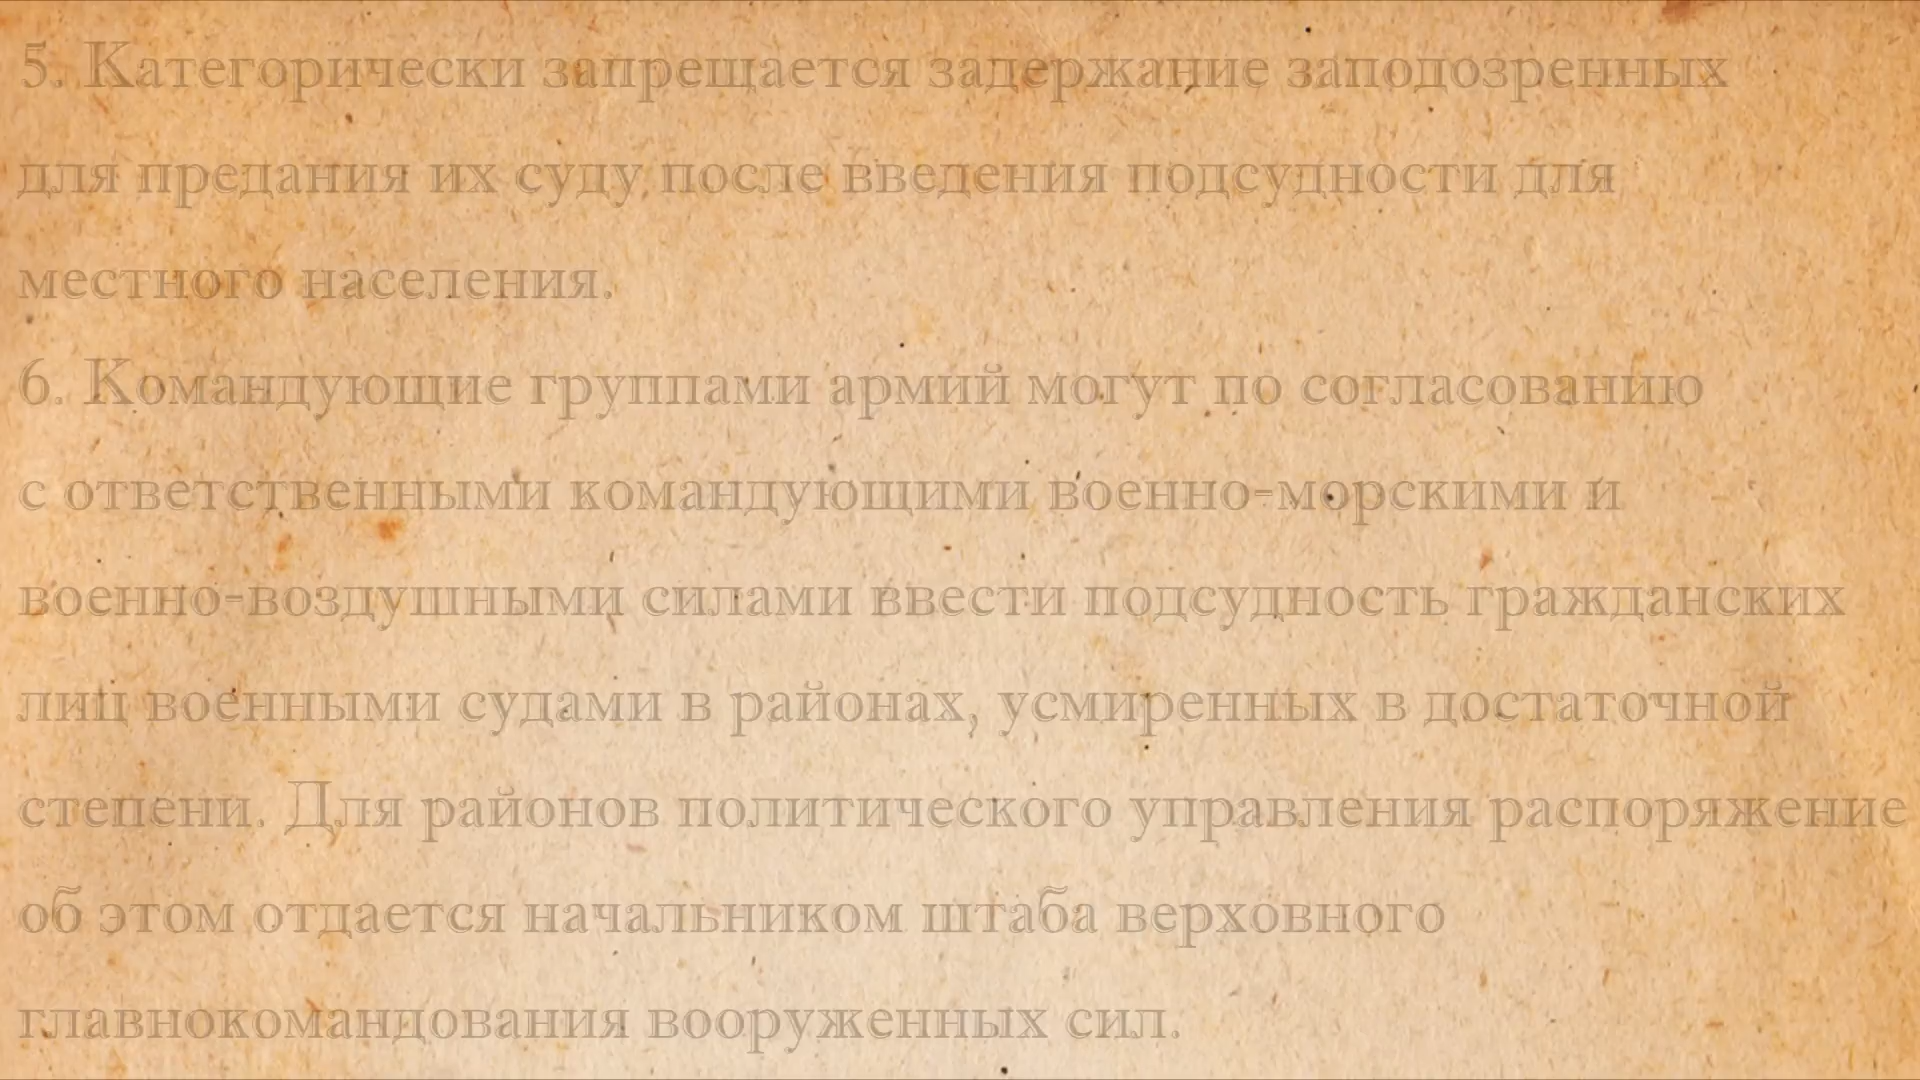 5. Категорически запрещается задержание заподозренных
для предания их суду после введения подсудности для
местного населения.
6. Командующие группами армий могут по согласованию
с ответственными командующими военно-морскими и
военно-воздушными силами ввести подсудность гражданских
лиц военными судами в районах, усмиренных в достаточной
степени. Для районов политического управления распоряжение
об этом отдается начальником штаба верховного
главнокомандования вооруженных сил.